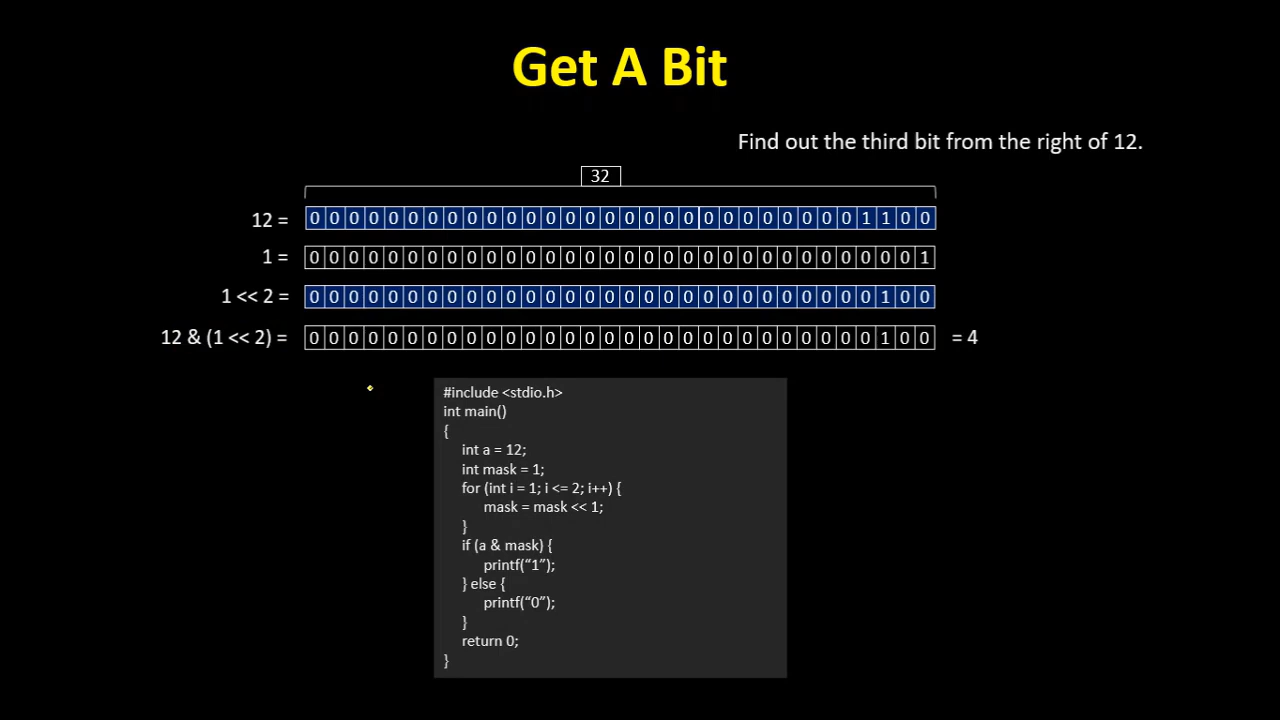 Get A Bit
Find out the third bit from the right of 12.
32
12 = 0 0 0 0 0 0 0 0 0 0 0 0 0 0 0 0 0 0 0 0 0 0 0 0 0 0 0 0 1 1 0 0
1 = 0 0 0 0 0 0 0 0 0 0 0 0 0 0 0 0 0 0 0 0 0 0 0 0 0 0 0 0 0 0 0 1
1 << 2 = 0 0 0 0 0 0 0 0 0 0 0 0 0 0 0 0 0 0 0 0 0 0 0 0 0 0 0 0 0 1 0 0
12 & (1 << 2) = 0 0 0 0 0 0 0 0 0 0 0 0 0 0 0 0 0 0 0 0 0 0 0 0 0 0 0 0 0 1 0 0 = 4
#include <stdio.h>
int main()
{
int a = 12;
int mask = 1;
for (int i = 1; i <= 2; i++) {
mask = mask << 1;
}
if (a & mask) {
printf(“1”);
} else {
printf(“0”);
}
return 0;
}